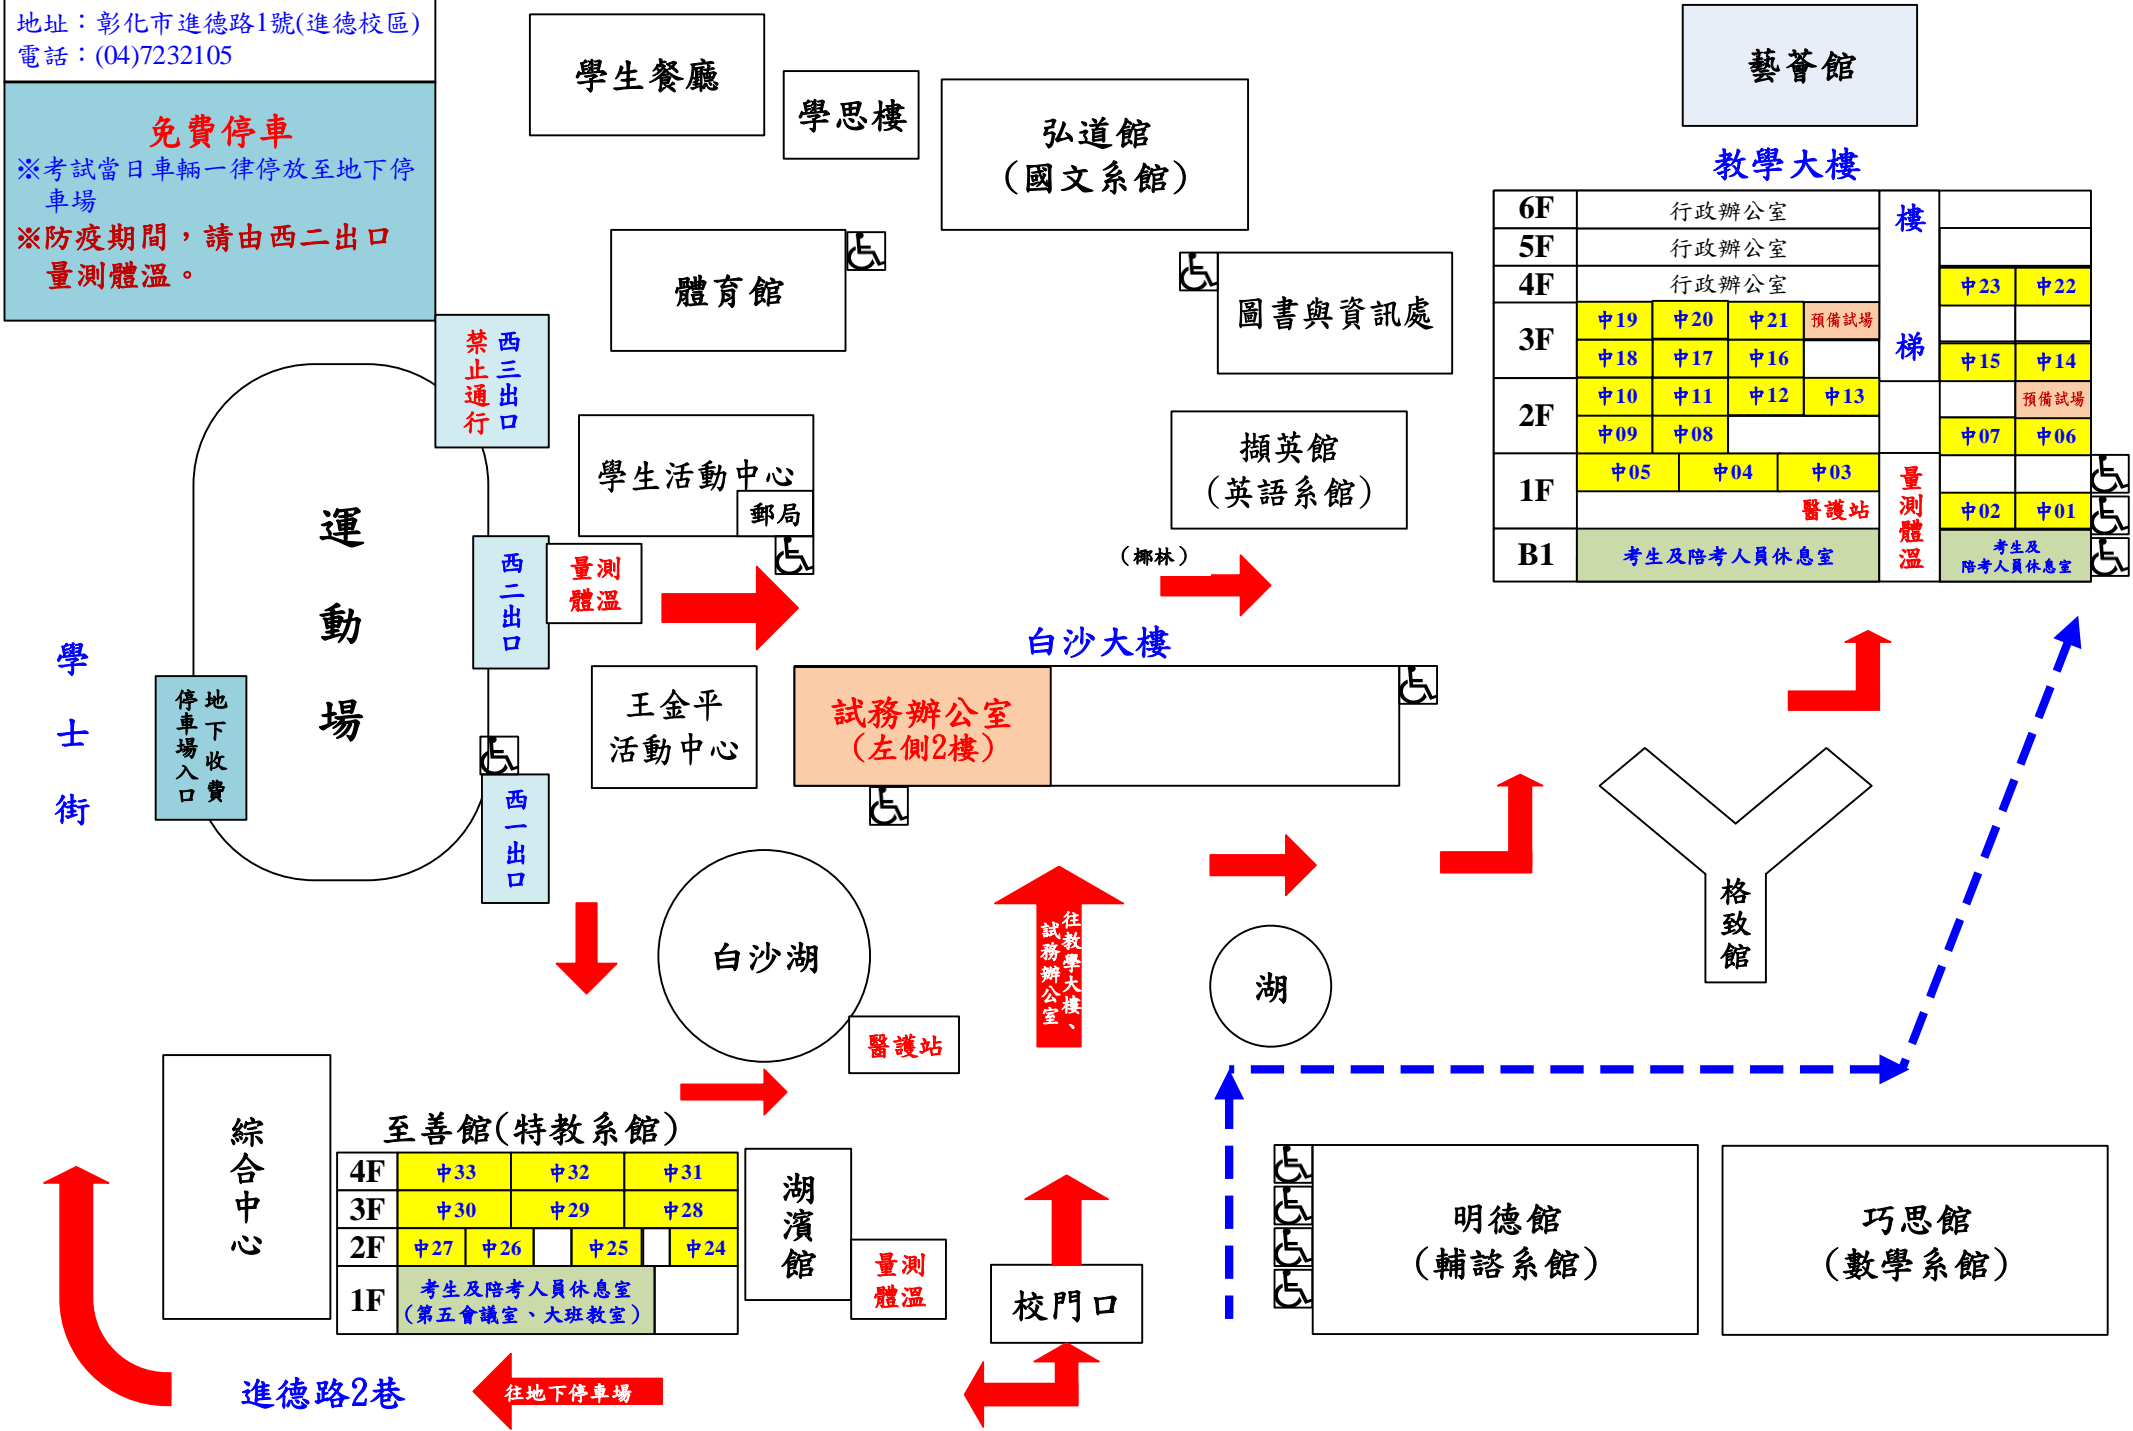 地址：彰化市進德路1號(進德校區)
電話：(04)7232105
免費停車
※考試當日車輛一律停放至地下停
車場
※防疫期間，請由西二出口
量測體溫。
學生餐廳
學思樓
弘道館
（國文系館）
藝薈館
體育館
圖書與資訊處
教學大樓
6F 行政辦公室
5F 行政辦公室
4F 行政辦公室 中23 中22
3F 中19 中20 中21 預備試場
中18 中17 中16 中15 中14
2F 中10 中11 中12 中13 預備試場
中09 中08 中07 中06
1F 中05 中04 中03
醫護站 中02 中01
B1 考生及陪考人員休息室
考生及
陪考人員休息室
樓梯
量測體溫
西三出口
禁止通行
運動場
學生活動中心
郵局
擷英館
（英語系館）
（椰林）
西二出口
量測
體溫
學士街
地下收費
停車場入口
王金平
活動中心
白沙大樓
試務辦公室
（左側2樓）
西一出口
白沙湖
醫護站
往教學大樓、
試務辦公室
湖
格致館
綜合中心
至善館(特教系館)
4F 中33 中32 中31
3F 中30 中29 中28
2F 中27 中26 中25 中24
1F 考生及陪考人員休息室
（第五會議室、大班教室）
湖濱館
量測
體溫
校門口
明德館
（輔諮系館）
巧思館
（數學系館）
進德路2巷
往地下停車場